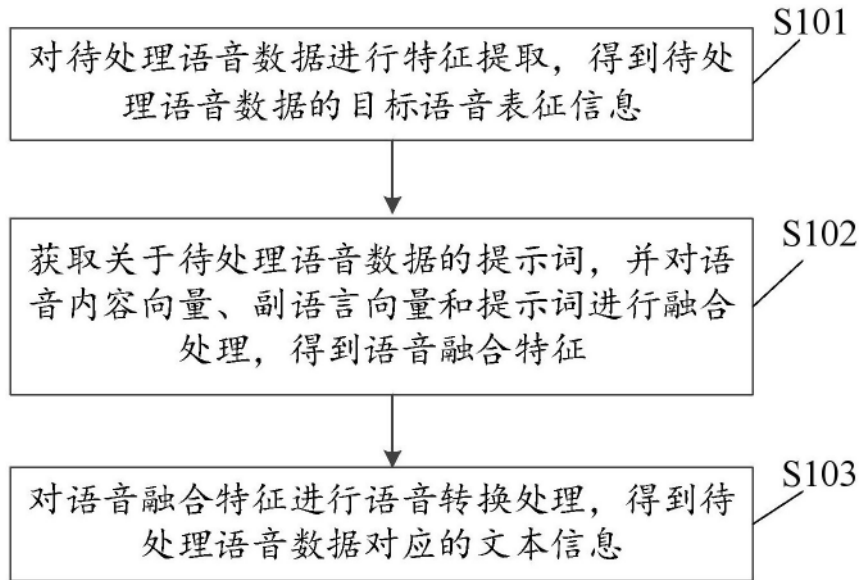 S101
对待处理语音数据进行特征提取，得到待处
理语音数据的目标语音表征信息
S102
获取关于待处理语音数据的提示词，并对语
音内容向量、副语言向量和提示词进行融合
处理，得到语音融合特征
S103
对语音融合特征进行语音转换处理，得到待
处理语音数据对应的文本信息